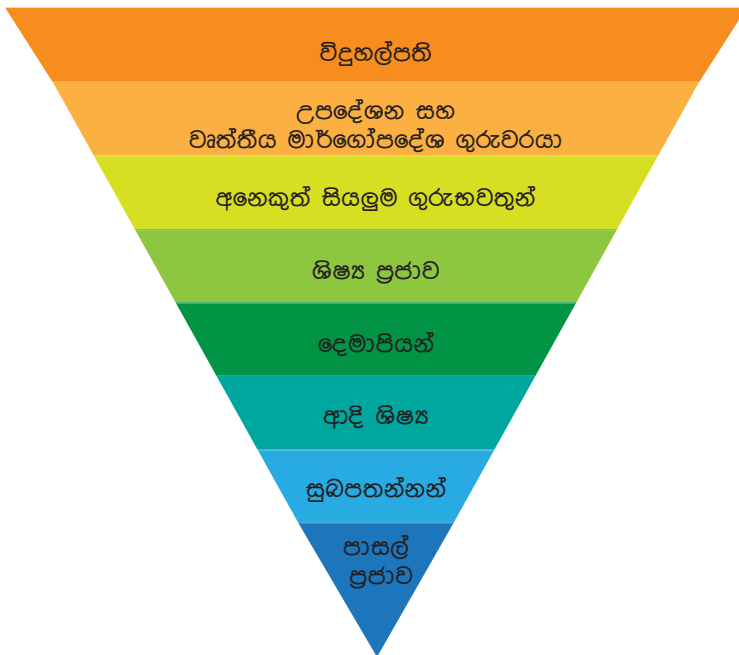 විදුහල්පති
උපදේශන සහ
වෘත්තීය මාර්ගෝපදේශ ගුරුවරයා
අනෙකුත් සියලුම ගුරුභවතුන්
ශිෂ්‍ය ප්‍රජාව
දෙමාපියන්
ආදි ශිෂ්‍ය
සුබපතන්නන්
පාසල්
ප්‍රජාව